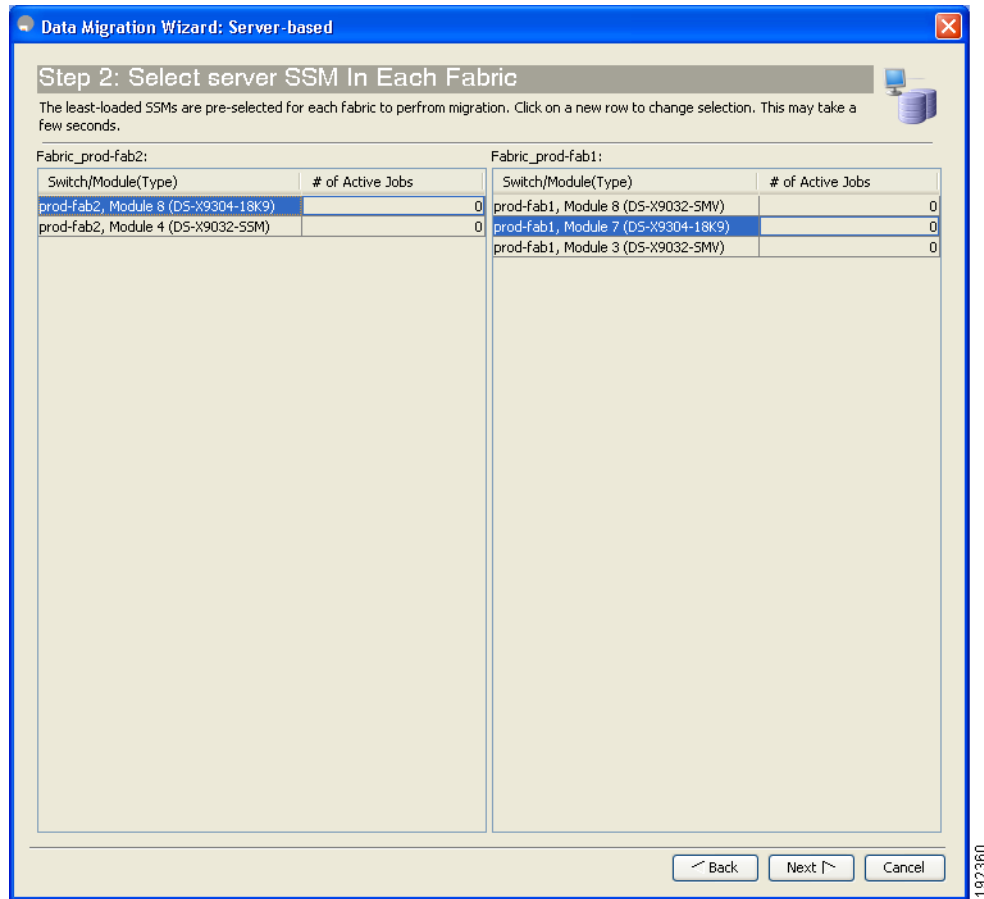 Data Migration Wizard: Server-based
Step 2: Select server SSM In Each Fabric
The least-loaded SSMs are pre-selected for each fabric to perfrom migration. Click on a new row to change selection. This may take a
few seconds.
Fabric_prod-fab2:
Switch/Module(Type) # of Active Jobs
prod-fab2, Module 8 (DS-X9304-18K9) 0
prod-fab2, Module 4 (DS-X9032-SSM) 0
Fabric_prod-fab1:
Switch/Module(Type) # of Active Jobs
prod-fab1, Module 8 (DS-X9032-SMV) 0
prod-fab1, Module 7 (DS-X9304-18K9) 0
prod-fab1, Module 3 (DS-X9032-SMV) 0
Back Next Cancel
192360